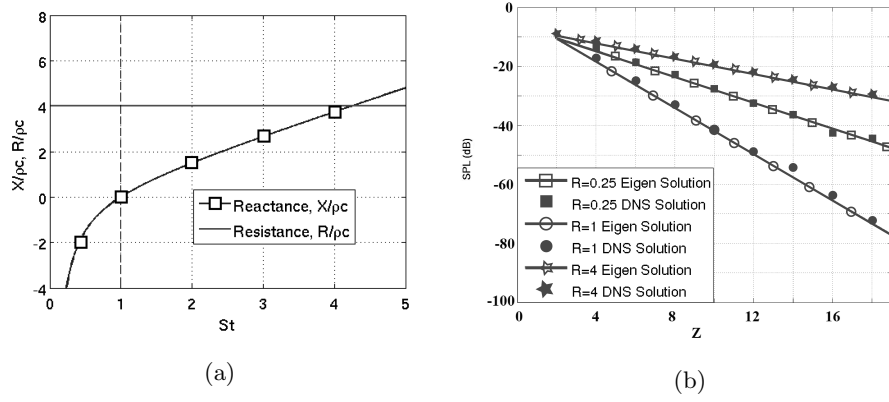 8
6
4
2
0
-2
-4
0
1
2
3
4
5
X/ρc, R/ρc
St
Reactance, X/ρc
Resistance, R/ρc
(a)
0
-20
-40
-60
-80
-100
0
4
8
12
16
SPL (dB)
Z
R=0.25 Eigen Solution
R=0.25 DNS Solution
R=1 Eigen Solution
R=1 DNS Solution
R=4 Eigen Solution
R=4 DNS Solution
(b)